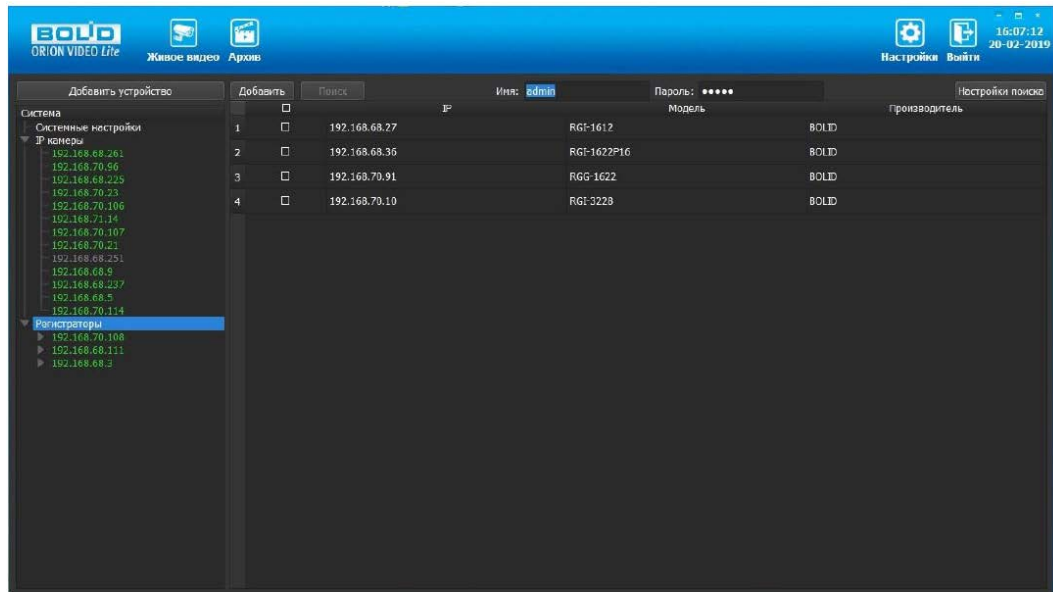 BOLID
ORION VIDEO Lite
Живое видео
Архив
Настройки
Выйти
16:07:12
20-02-2019
Добавить устройство
Добавить
Поиск
Имя: admin
Пароль: •••••
Настройки поиска
Система
Системные настройки
IP камеры
192.168.68.261
192.168.70.96
192.168.68.225
192.168.70.23
192.168.70.106
192.168.71.14
192.168.70.107
192.168.70.21
192.168.68.251
192.168.68.9
192.168.68.237
192.168.68.5
192.168.70.114
Регистраторы
192.168.70.108
192.168.68.111
192.168.68.3
IP Модель Производитель
1 192.168.68.27 RGI-1612 BOLID
2 192.168.68.36 RGI-1622P16 BOLID
3 192.168.70.91 RGG-1622 BOLID
4 192.168.70.10 RGI-3228 BOLID